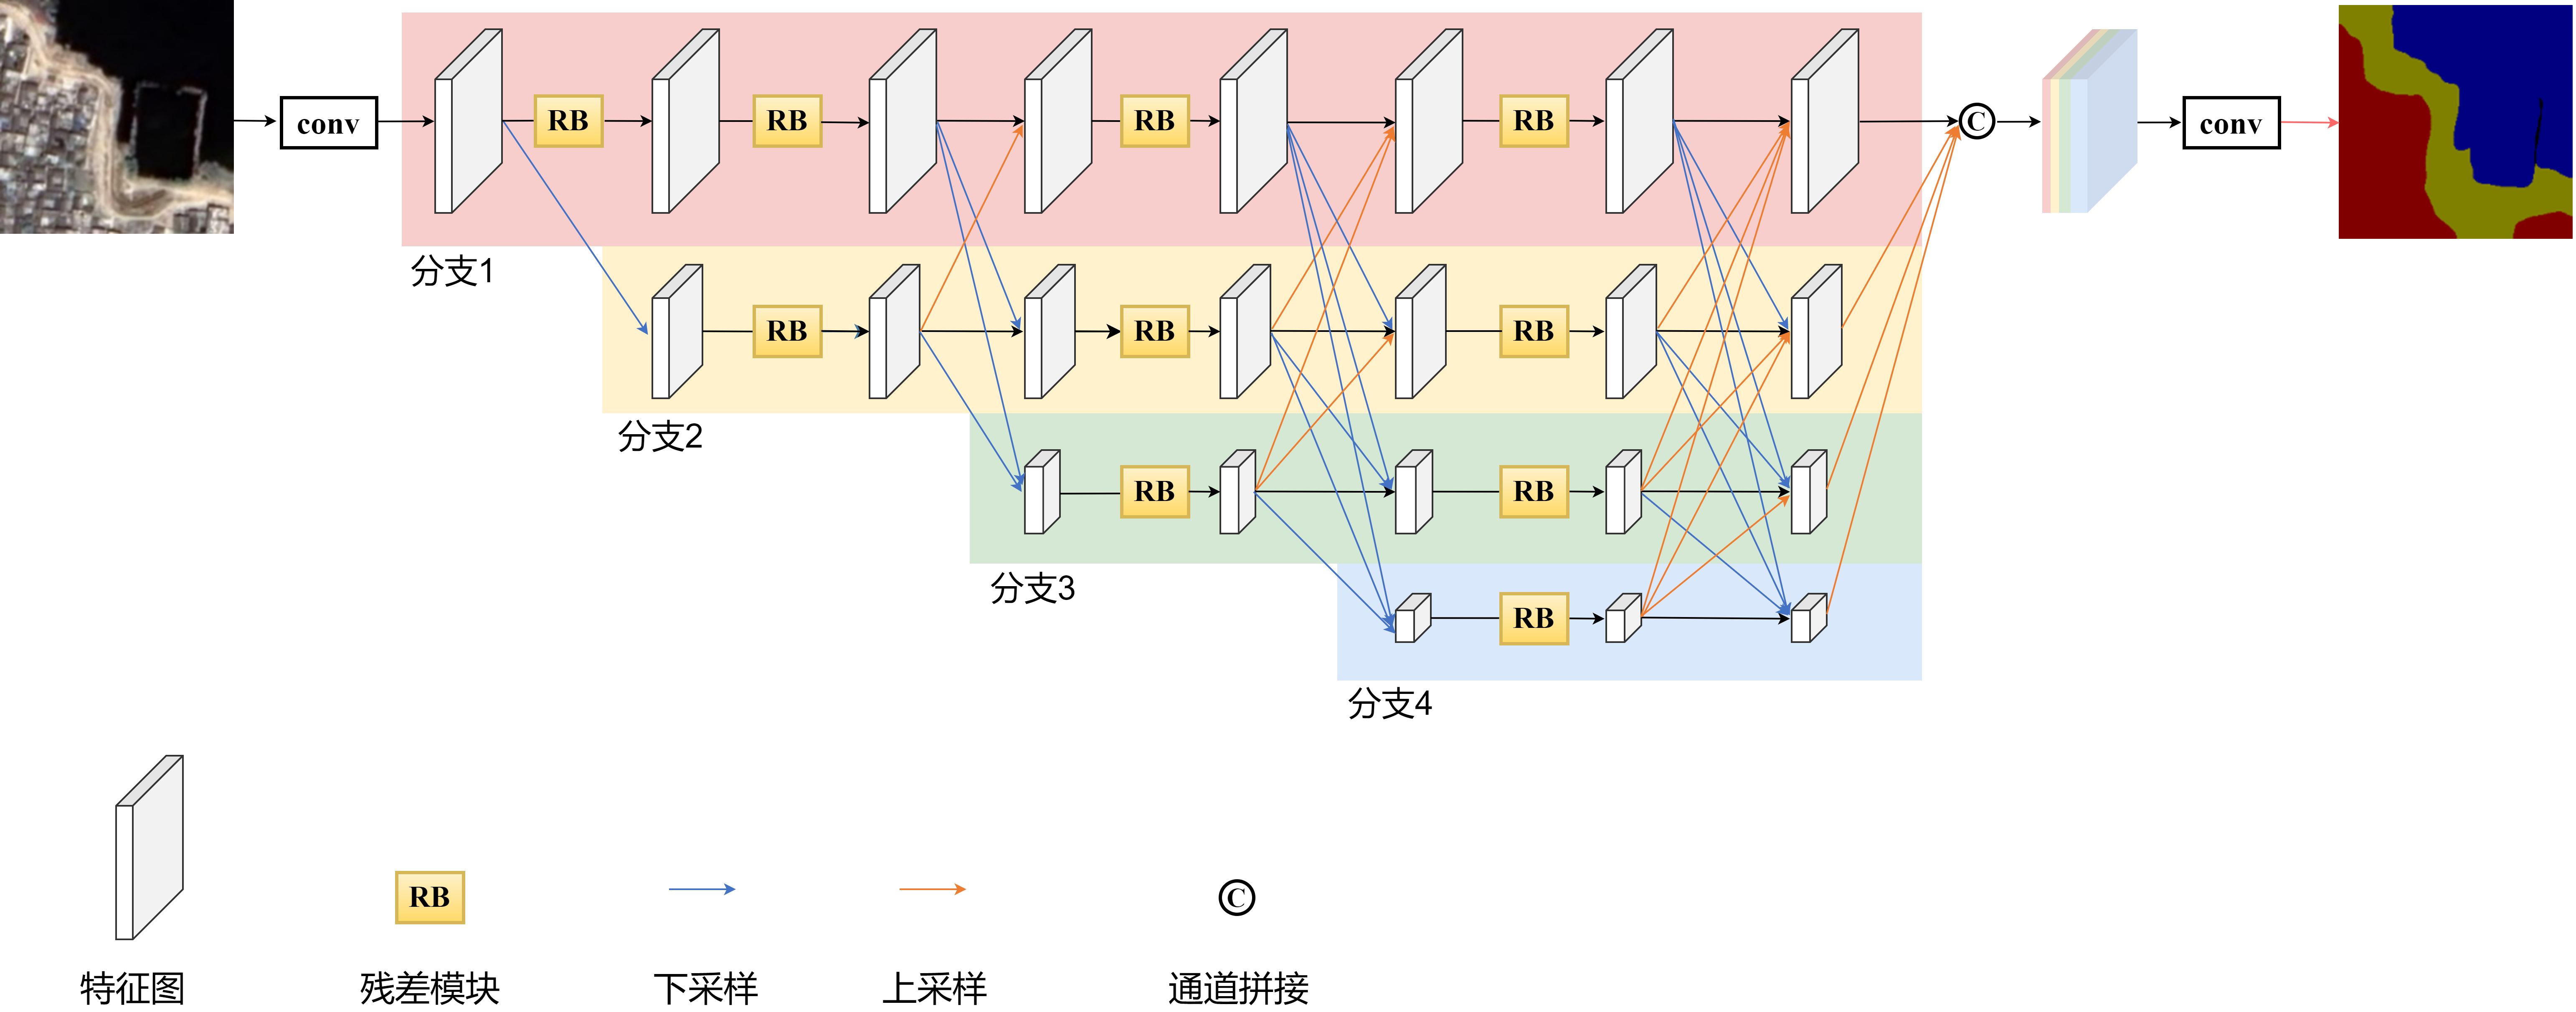 conv RB RB RB RB C conv
分支1
RB RB RB
分支2
RB RB
分支3
RB
分支4
RB C
特征图 残差模块 下采样 上采样 通道拼接